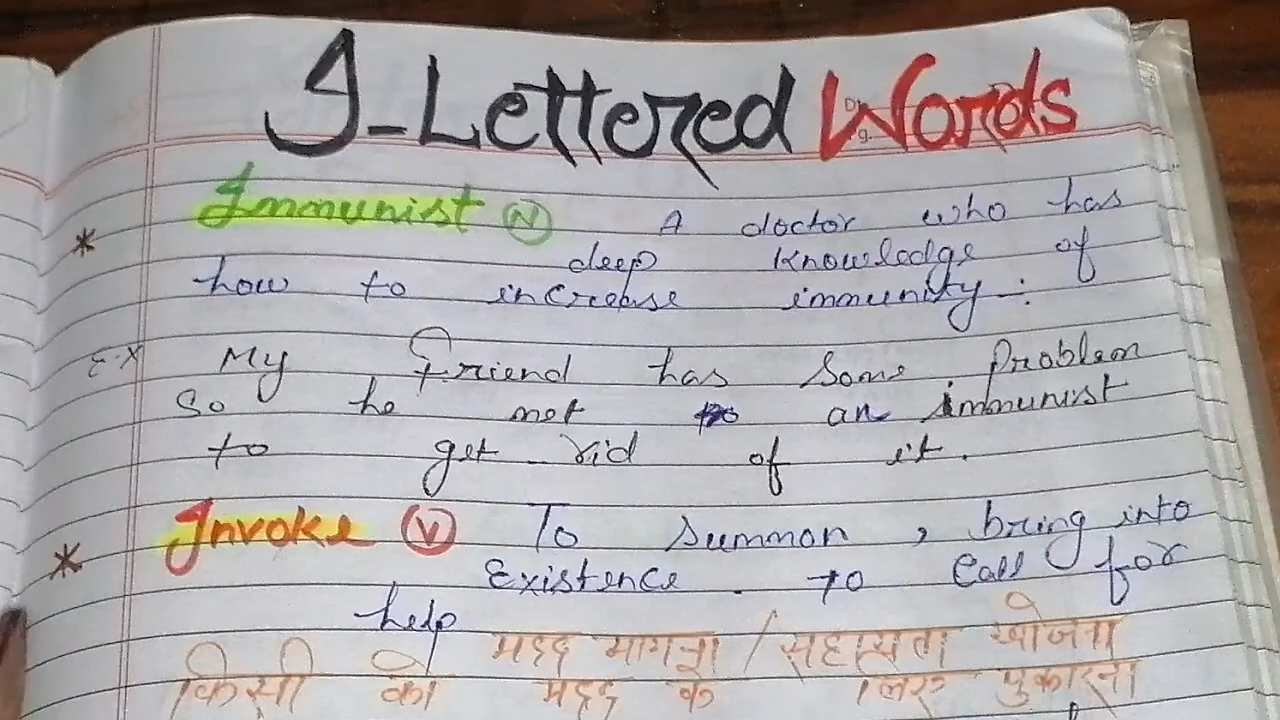 I-Lettered Words
* Immunist (N) A doctor who has
deep knowledge of
how to increase immunity :
Ex My friend has some problem
So he met an immunist
to get rid of it.
* Invoke (V) To summon, bring into
Existence. To call for
help
मदद मागना / सहायता खोजना
किसी को मदद के लिए पुकारना